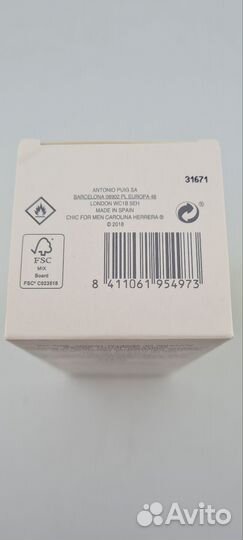 31671
ANTONIO PUIG SA
BARCELONA 08902 PL EUROPA 46
LONDON WC1B 5EH
MADE IN SPAIN
CHIC FOR MEN CAROLINA HERRERA ®
© 2018
FSC
MIX
Board
FSC® C023518
8 411061 954973
Avito